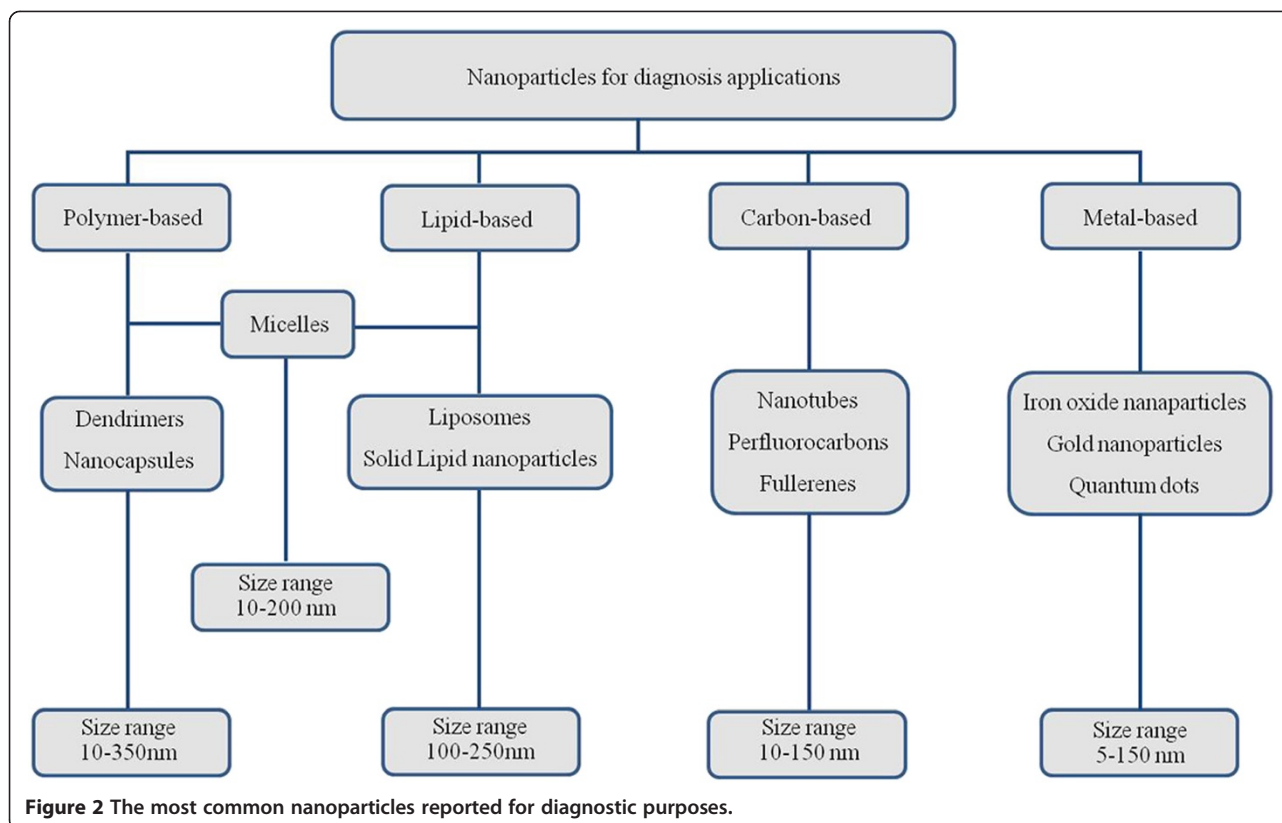 Nanoparticles for diagnosis applications
Polymer-based
Lipid-based
Carbon-based
Metal-based
Micelles
Dendrimers
Nanocapsules
Liposomes
Solid Lipid nanoparticles
Nanotubes
Perfluorocarbons
Fullerenes
Iron oxide nanaparticles
Gold nanoparticles
Quantum dots
Size range
10-200 nm
Size range
10-350nm
Size range
100-250nm
Size range
10-150 nm
Size range
5-150 nm
Figure 2 The most common nanoparticles reported for diagnostic purposes.